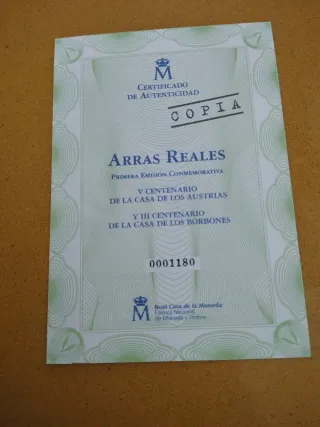 M
CERTIFICADO
DE AUTENTICIDAD
COPIA
ARRAS REALES
PRIMERA EMISIÓN CONMEMORATIVA
V CENTENARIO
DE LA CASA DE LOS AUSTRIAS
Y III CENTENARIO
DE LA CASA DE LOS BORBONES
0001180
M
Real Casa de la Moneda
Fábrica Nacional
de Moneda y Timbre